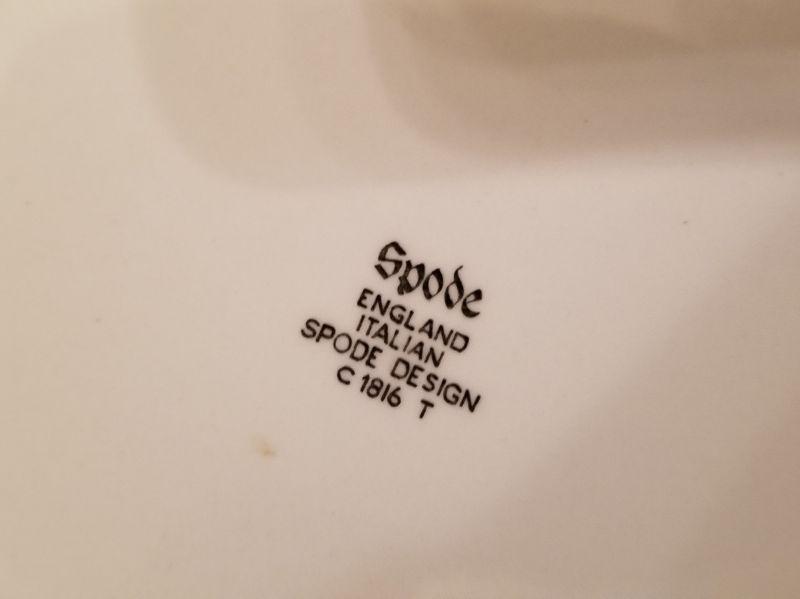 Spode
ENGLAND
ITALIAN
SPODE DESIGN
C 1816 T